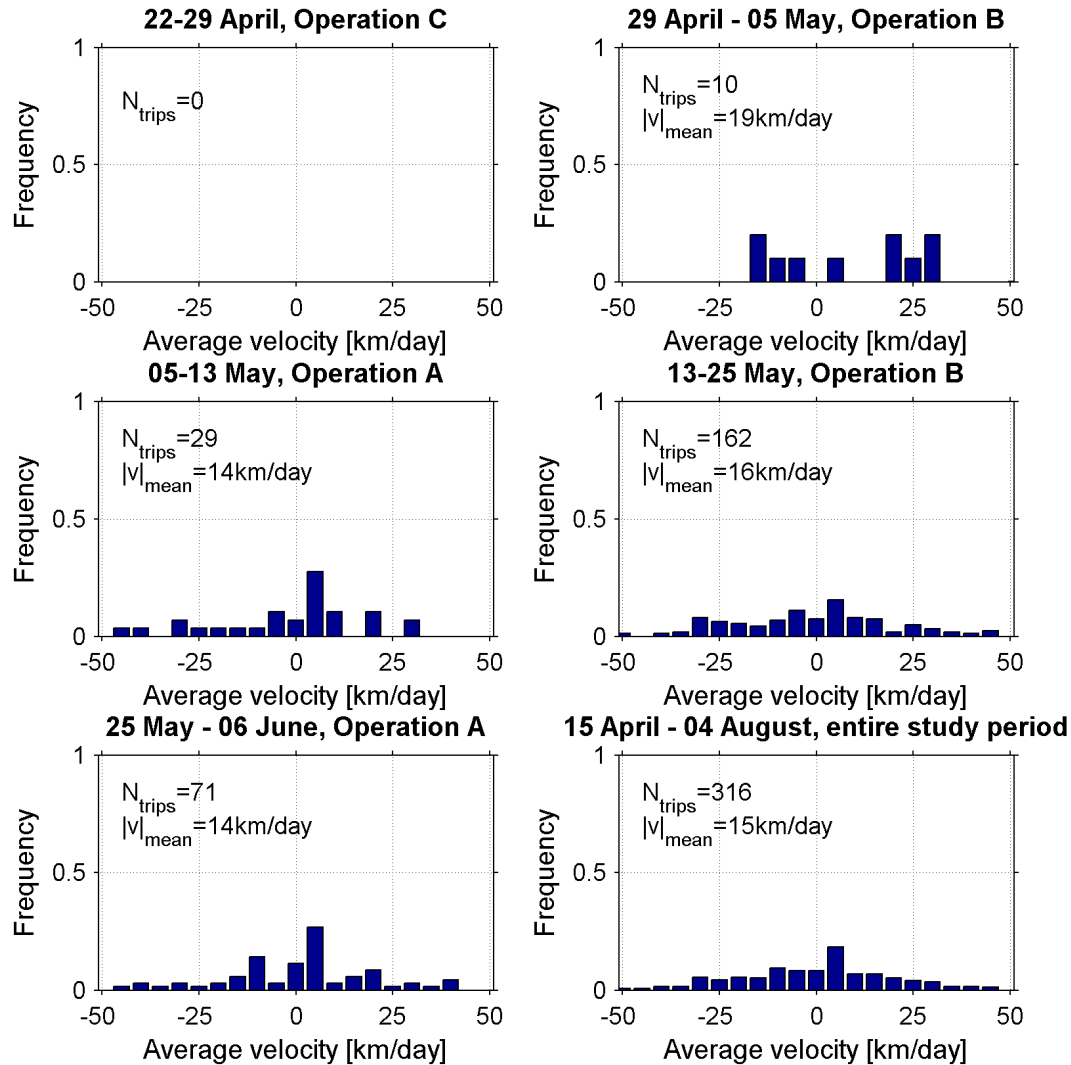 22-29 April, Operation C
1
0.5
0
Frequency
N_trips=0
-50 -25 0 25 50
Average velocity [km/day]
29 April - 05 May, Operation B
1
0.5
0
Frequency
N_trips=10
|v|_mean=19km/day
-50 -25 0 25 50
Average velocity [km/day]
05-13 May, Operation A
1
0.5
0
Frequency
N_trips=29
|v|_mean=14km/day
-50 -25 0 25 50
Average velocity [km/day]
13-25 May, Operation B
1
0.5
0
Frequency
N_trips=162
|v|_mean=16km/day
-50 -25 0 25 50
Average velocity [km/day]
25 May - 06 June, Operation A
1
0.5
0
Frequency
N_trips=71
|v|_mean=14km/day
-50 -25 0 25 50
Average velocity [km/day]
15 April - 04 August, entire study period
1
0.5
0
Frequency
N_trips=316
|v|_mean=15km/day
-50 -25 0 25 50
Average velocity [km/day]